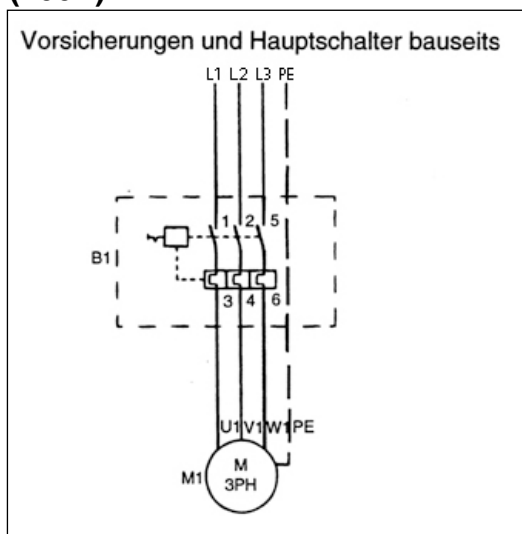 Vorsicherungen und Hauptschalter bauseits
L1 L2 L3 PE
1 2 5
B1
3 4 6
U1 V1 W1 PE
M1
M
3PH